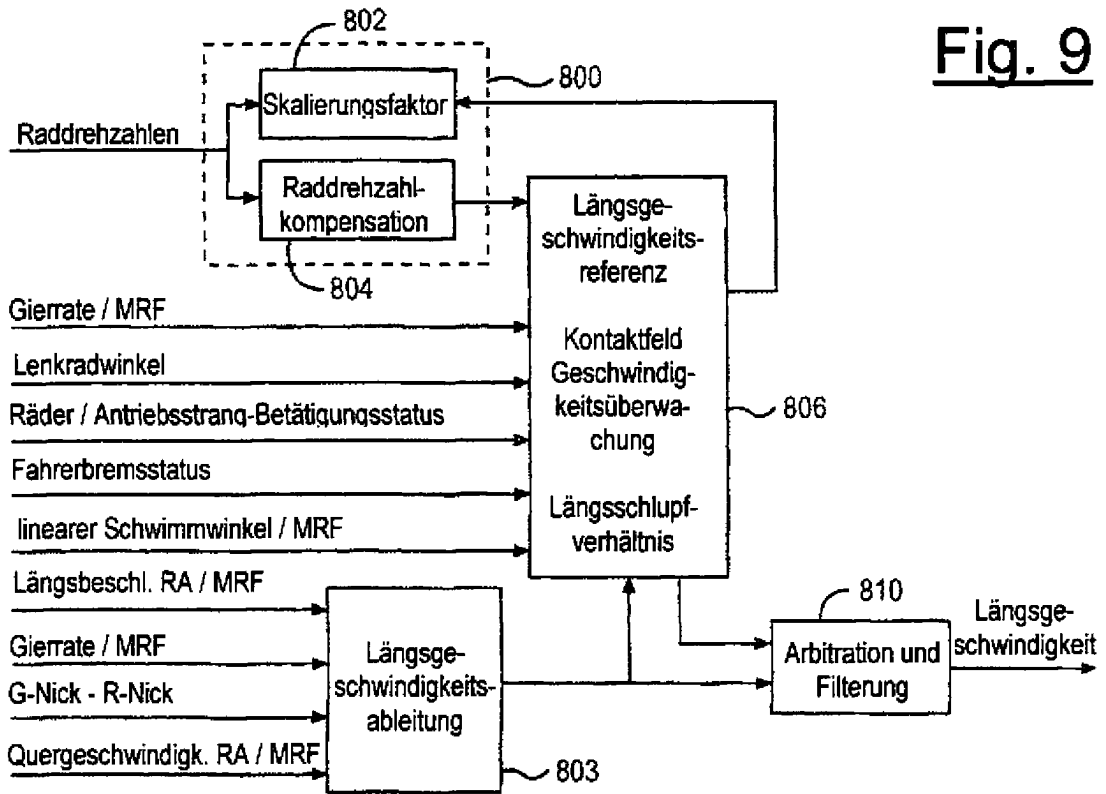 Fig. 9
802
800
Skalierungsfaktor
Raddrehzahlen
Raddrehzahl-
kompensation
804
Längsge-
schwindigkeits-
referenz
Kontaktfeld
Geschwindig-
keitsüberwa-
chung
Längsschlupf-
verhältnis
806
Gierrate / MRF
Lenkradwinkel
Räder / Antriebsstrang-Betätigungsstatus
Fahrerbremsstatus
linearer Schwimmwinkel / MRF
Längsbeschl. RA / MRF
Gierrate / MRF
G-Nick - R-Nick
Quergeschwindigk. RA / MRF
Längsge-
schwindigkeits-
ableitung
803
810
Arbitration und
Filterung
Längsge-
schwindigkeit